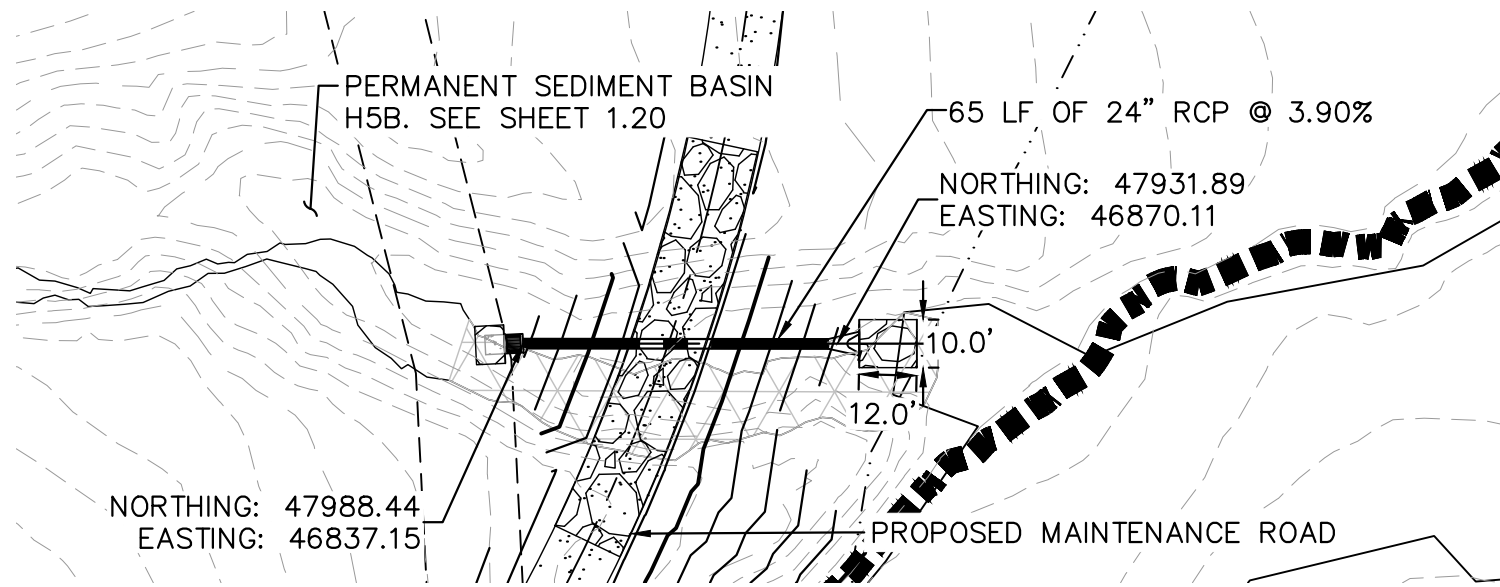 PERMANENT SEDIMENT BASIN
H5B. SEE SHEET 1.20
65 LF OF 24" RCP @ 3.90%
NORTHING: 47931.89
EASTING: 46870.11
10.0'
12.0'
NORTHING: 47988.44
EASTING: 46837.15
PROPOSED MAINTENANCE ROAD